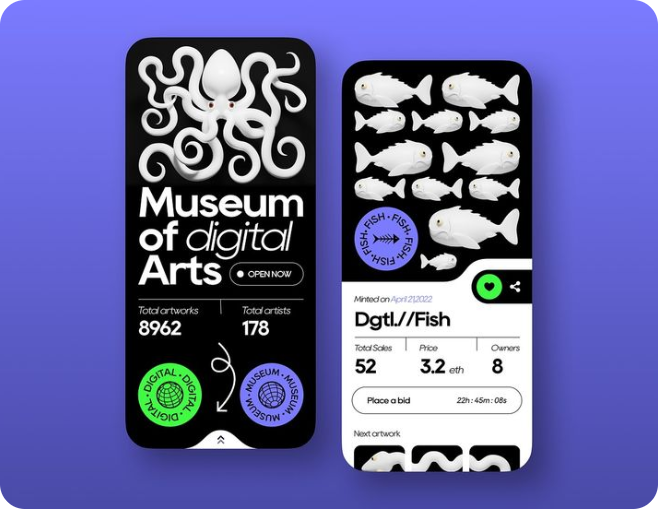 Museum
of digital
Arts
OPEN NOW
Total artworks
Total artists
8962
178
DIGITAL • DIGITAL • DIGITAL •
MUSEUM • MUSEUM • MUSEUM •
FISH • FISH • FISH • FISH • FISH •
Minted on April 21,2022
Dgtl.//Fish
Total Sales
Price
Owners
52
3.2 eth
8
Place a bid
22h : 45m : 08s
Next artwork